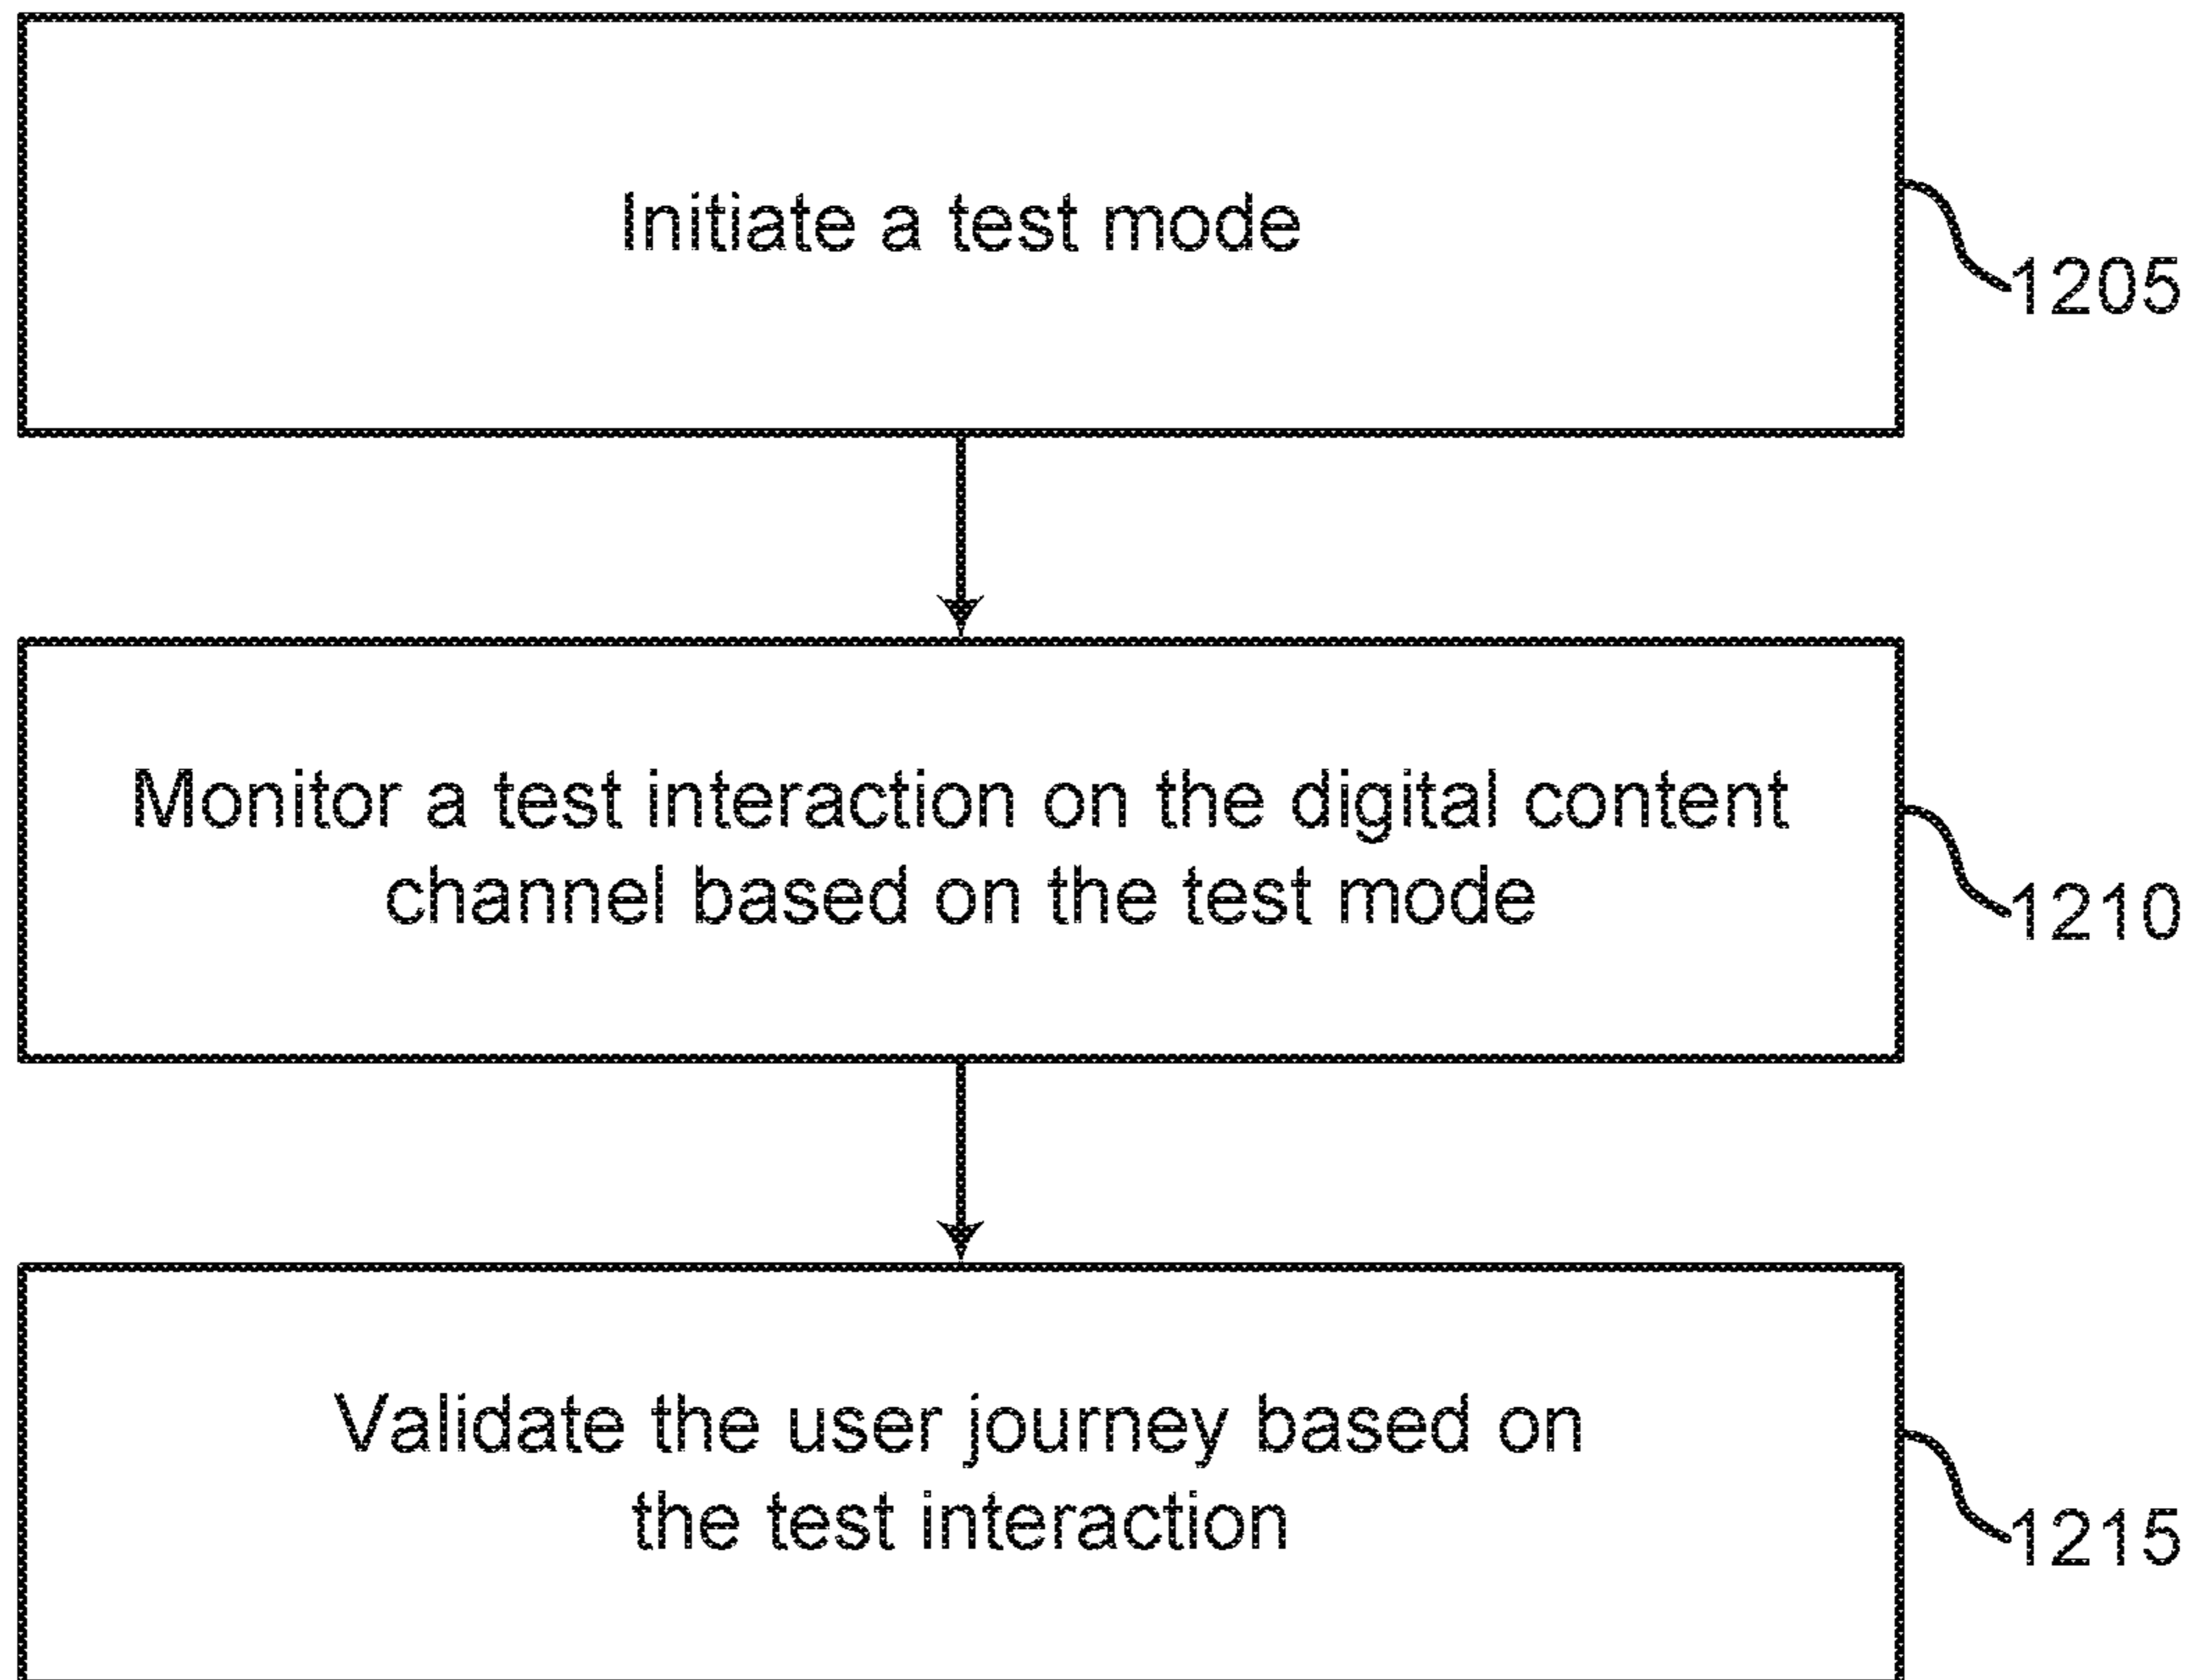 Initiate a test mode
1205
Monitor a test interaction on the digital content
channel based on the test mode
1210
Validate the user journey based on
the test interaction
1215